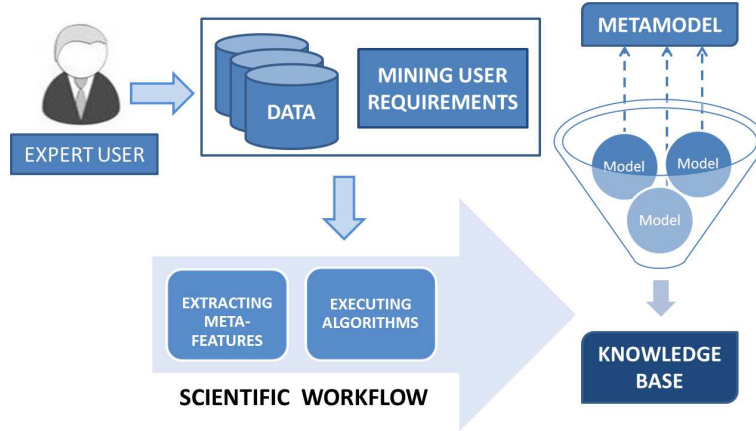 EXPERT USER
DATA
MINING USER
REQUIREMENTS
METAMODEL
Model
Model
Model
EXTRACTING
META-
FEATURES
EXECUTING
ALGORITHMS
SCIENTIFIC WORKFLOW
KNOWLEDGE
BASE